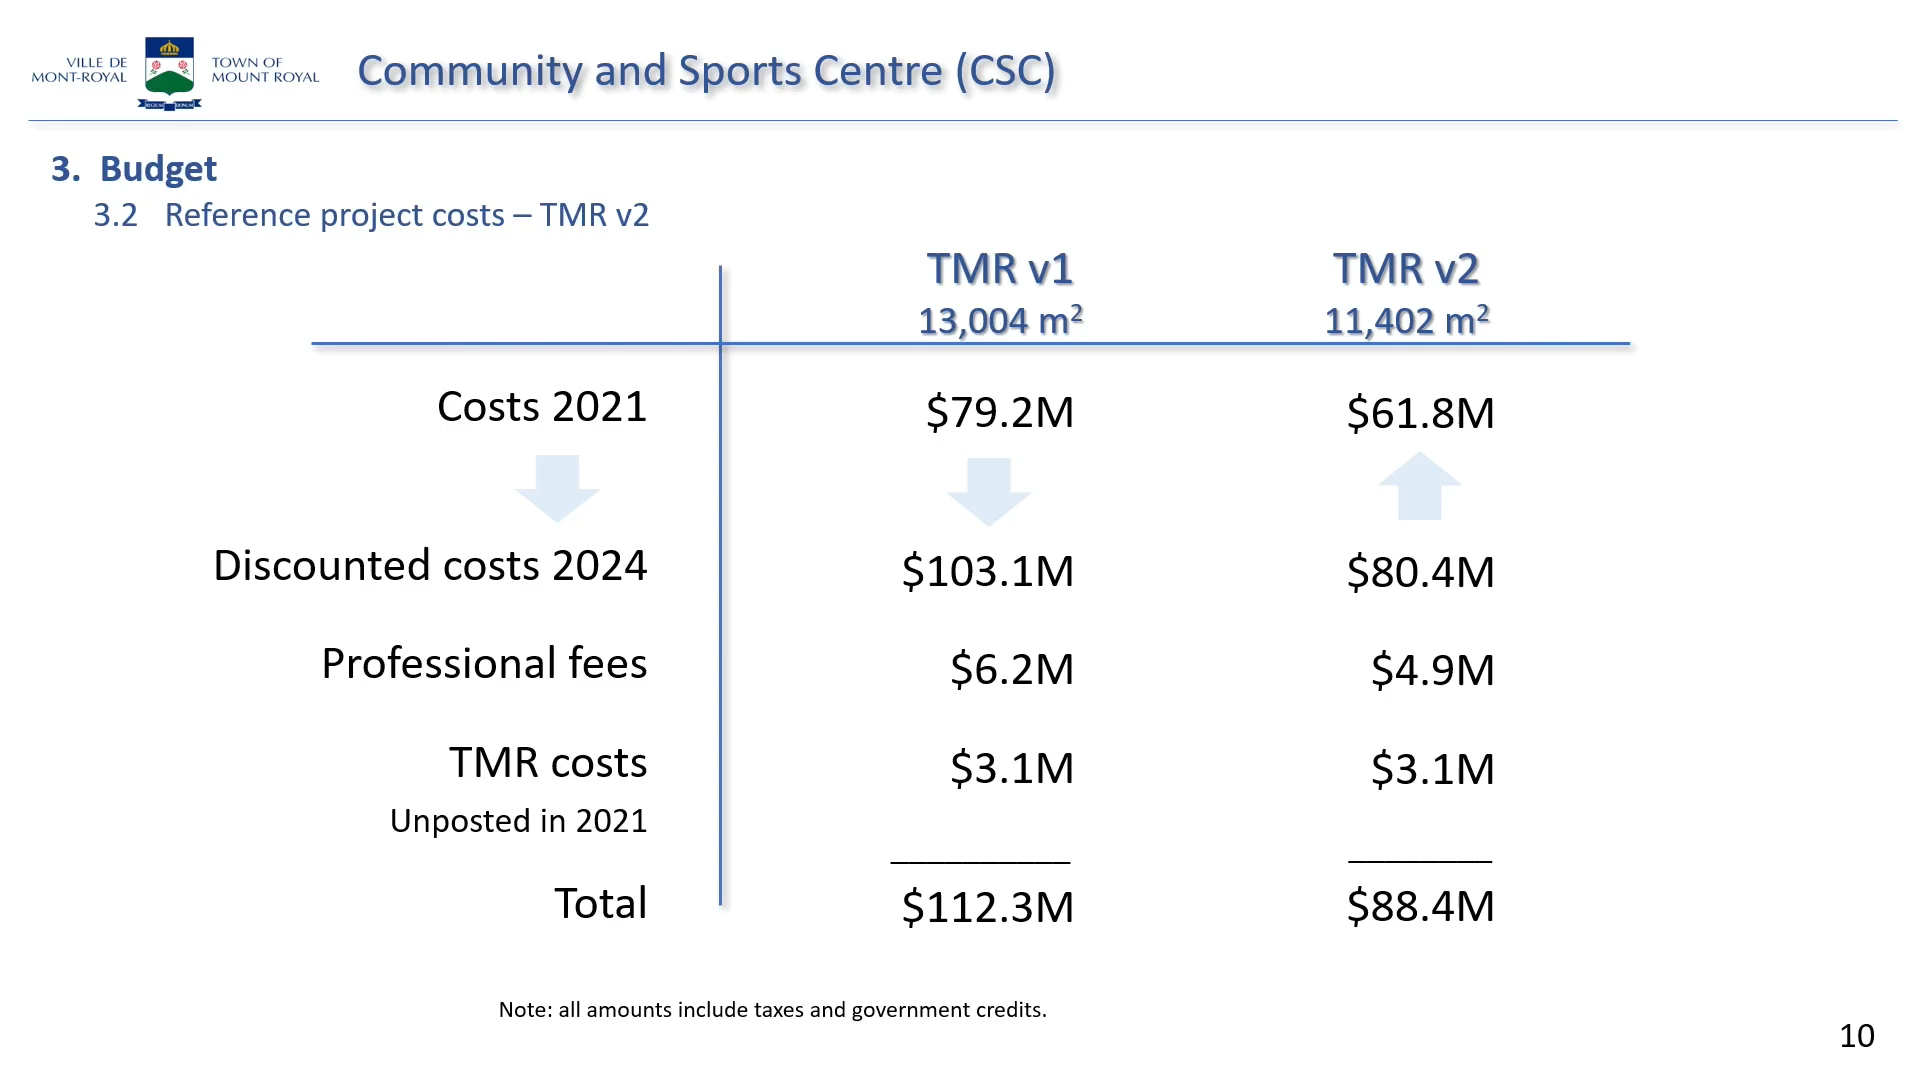 VILLE DE
MONT-ROYAL
TOWN OF
MOUNT ROYAL
Community and Sports Centre (CSC)
3. Budget
3.2 Reference project costs – TMR v2
TMR v1 TMR v2
13,004 m² 11,402 m²
Costs 2021 $79.2M $61.8M
Discounted costs 2024 $103.1M $80.4M
Professional fees $6.2M $4.9M
TMR costs $3.1M $3.1M
Unposted in 2021
Total $112.3M $88.4M
Note: all amounts include taxes and government credits.
10